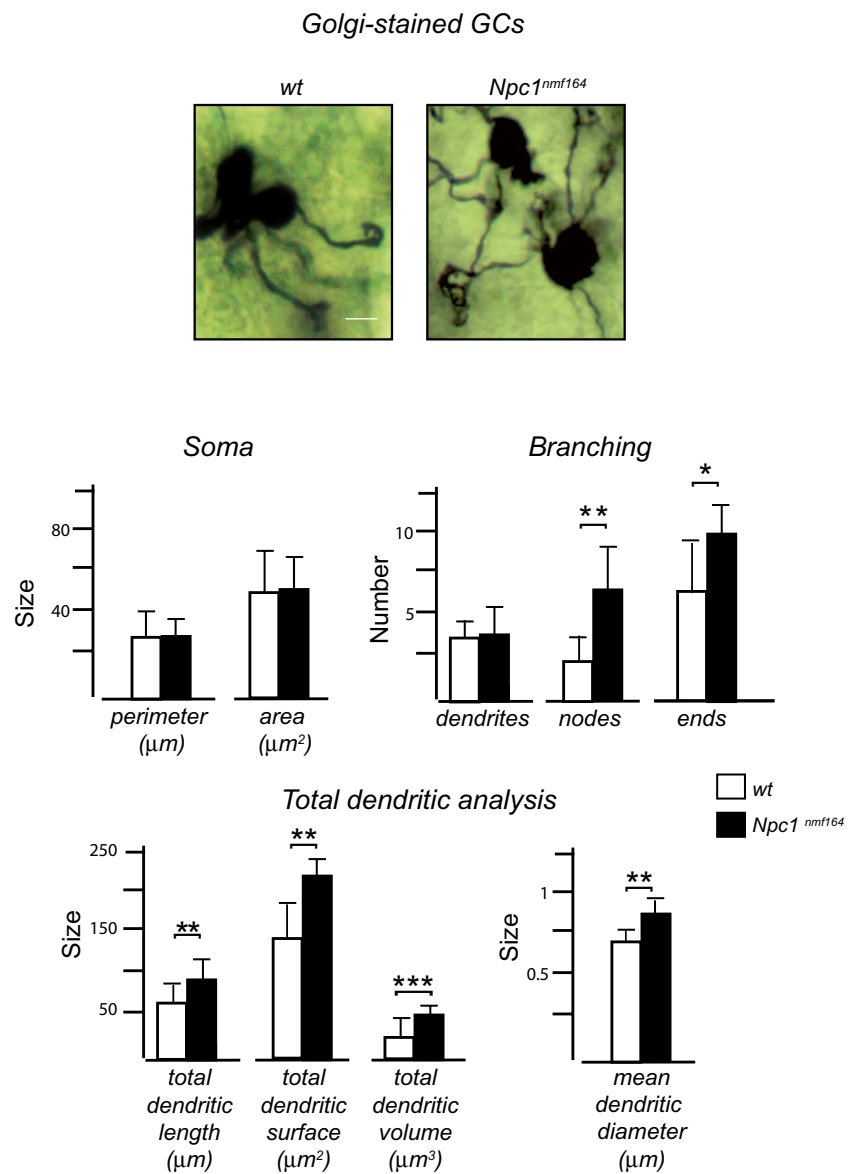 Golgi-stained GCs
wt
Npc1nmf164
Soma
Size
80
40
perimeter
(μm)
area
(μm²)
Branching
Number
10
5
**
*
dendrites
nodes
ends
wt
Npc1 nmf164
Total dendritic analysis
Size
250
150
50
**
**
***
total
dendritic
length
(μm)
total
dendritic
surface
(μm²)
total
dendritic
volume
(μm³)
Size
1
0.5
**
mean
dendritic
diameter
(μm)